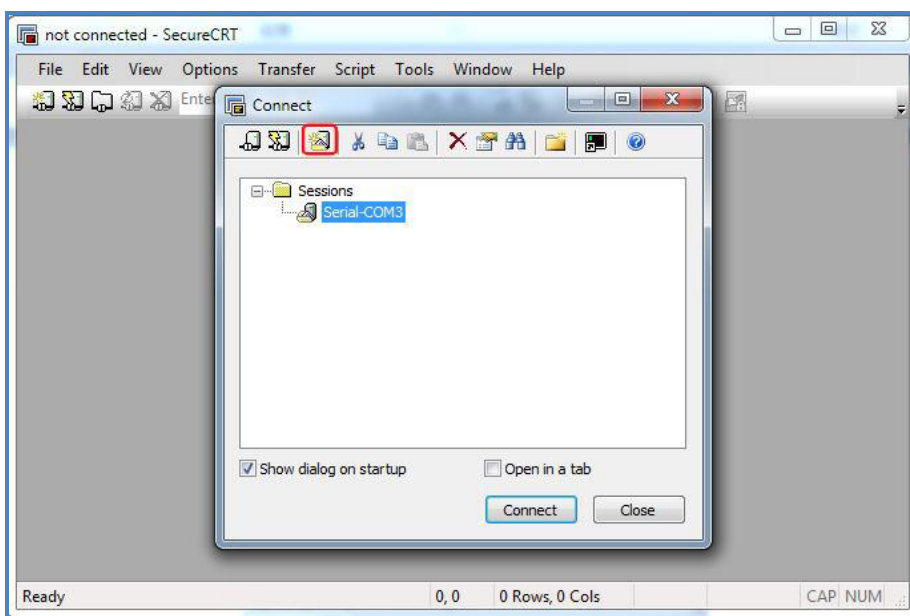 not connected - SecureCRT
File Edit View Options Transfer Script Tools Window Help
Ente
Connect
Sessions
Serial-COM3
Show dialog on startup
Open in a tab
Connect
Close
Ready
0, 0
0 Rows, 0 Cols
CAP NUM